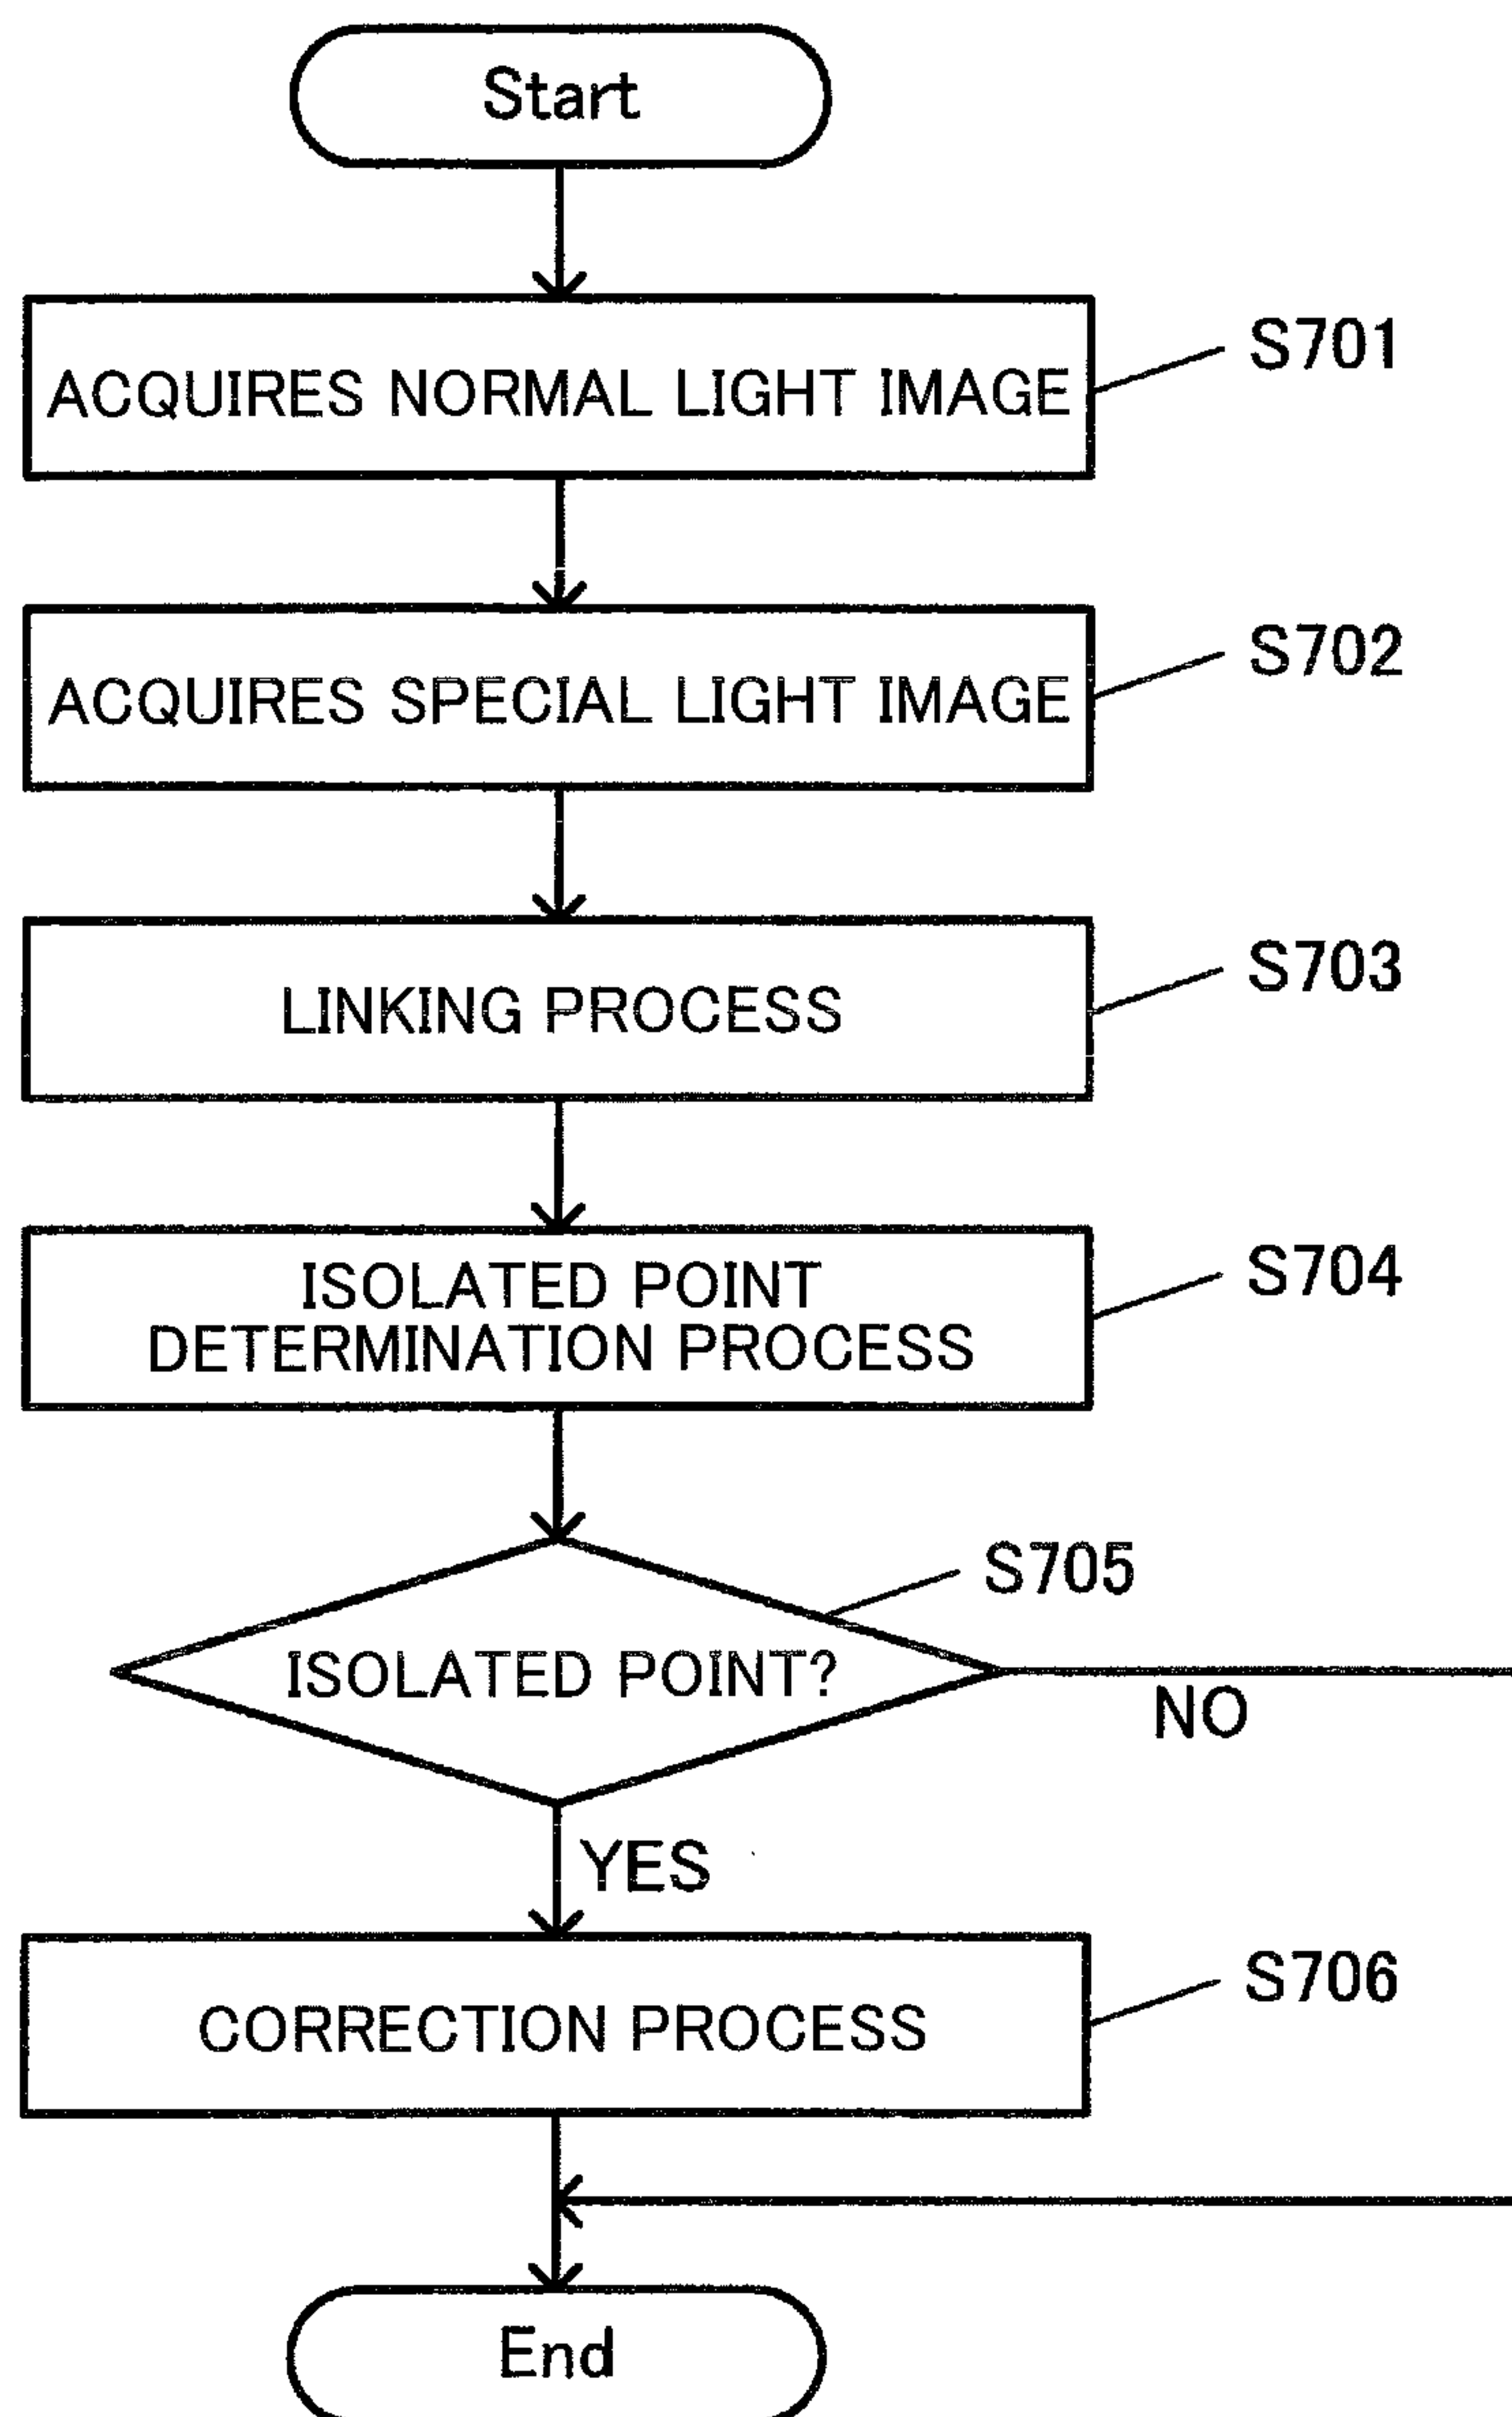 Start
ACQUIRES NORMAL LIGHT IMAGE
S701
ACQUIRES SPECIAL LIGHT IMAGE
S702
LINKING PROCESS
S703
ISOLATED POINT
DETERMINATION PROCESS
S704
S705
ISOLATED POINT?
NO
YES
CORRECTION PROCESS
S706
End